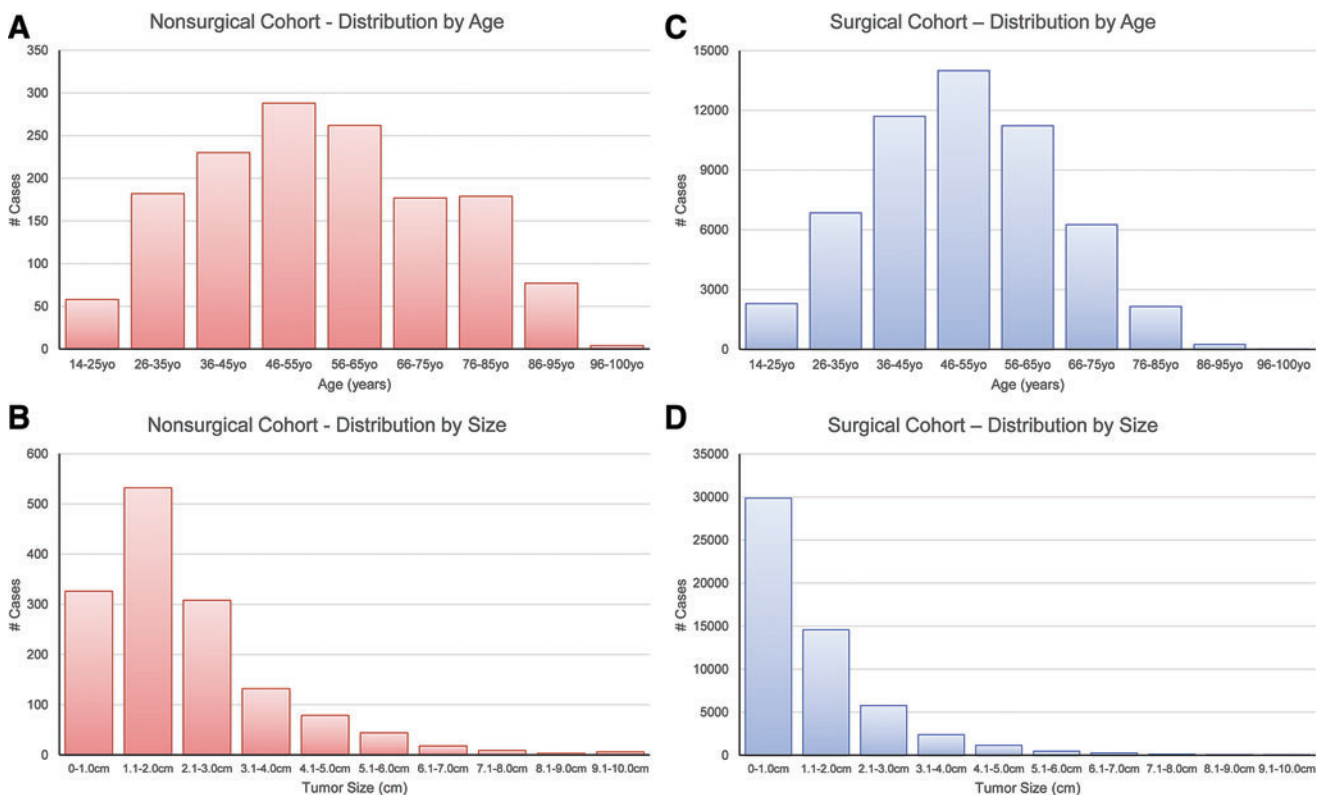 A
Nonsurgical Cohort - Distribution by Age
350
300
250
200
150
100
50
0
# Cases
14-25yo 26-35yo 36-45yo 46-55yo 56-65yo 66-75yo 76-85yo 86-95yo 96-100yo
Age (years)
B
Nonsurgical Cohort - Distribution by Size
600
500
400
300
200
100
0
# Cases
0-1.0cm 1.1-2.0cm 2.1-3.0cm 3.1-4.0cm 4.1-5.0cm 5.1-6.0cm 6.1-7.0cm 7.1-8.0cm 8.1-9.0cm 9.1-10.0cm
Tumor Size (cm)
C
Surgical Cohort – Distribution by Age
15000
12000
9000
6000
3000
0
# Cases
14-25yo 26-35yo 36-45yo 46-55yo 56-65yo 66-75yo 76-85yo 86-95yo 96-100yo
Age (years)
D
Surgical Cohort – Distribution by Size
35000
30000
25000
20000
15000
10000
5000
0
# Cases
0-1.0cm 1.1-2.0cm 2.1-3.0cm 3.1-4.0cm 4.1-5.0cm 5.1-6.0cm 6.1-7.0cm 7.1-8.0cm 8.1-9.0cm 9.1-10.0cm
Tumor Size (cm)